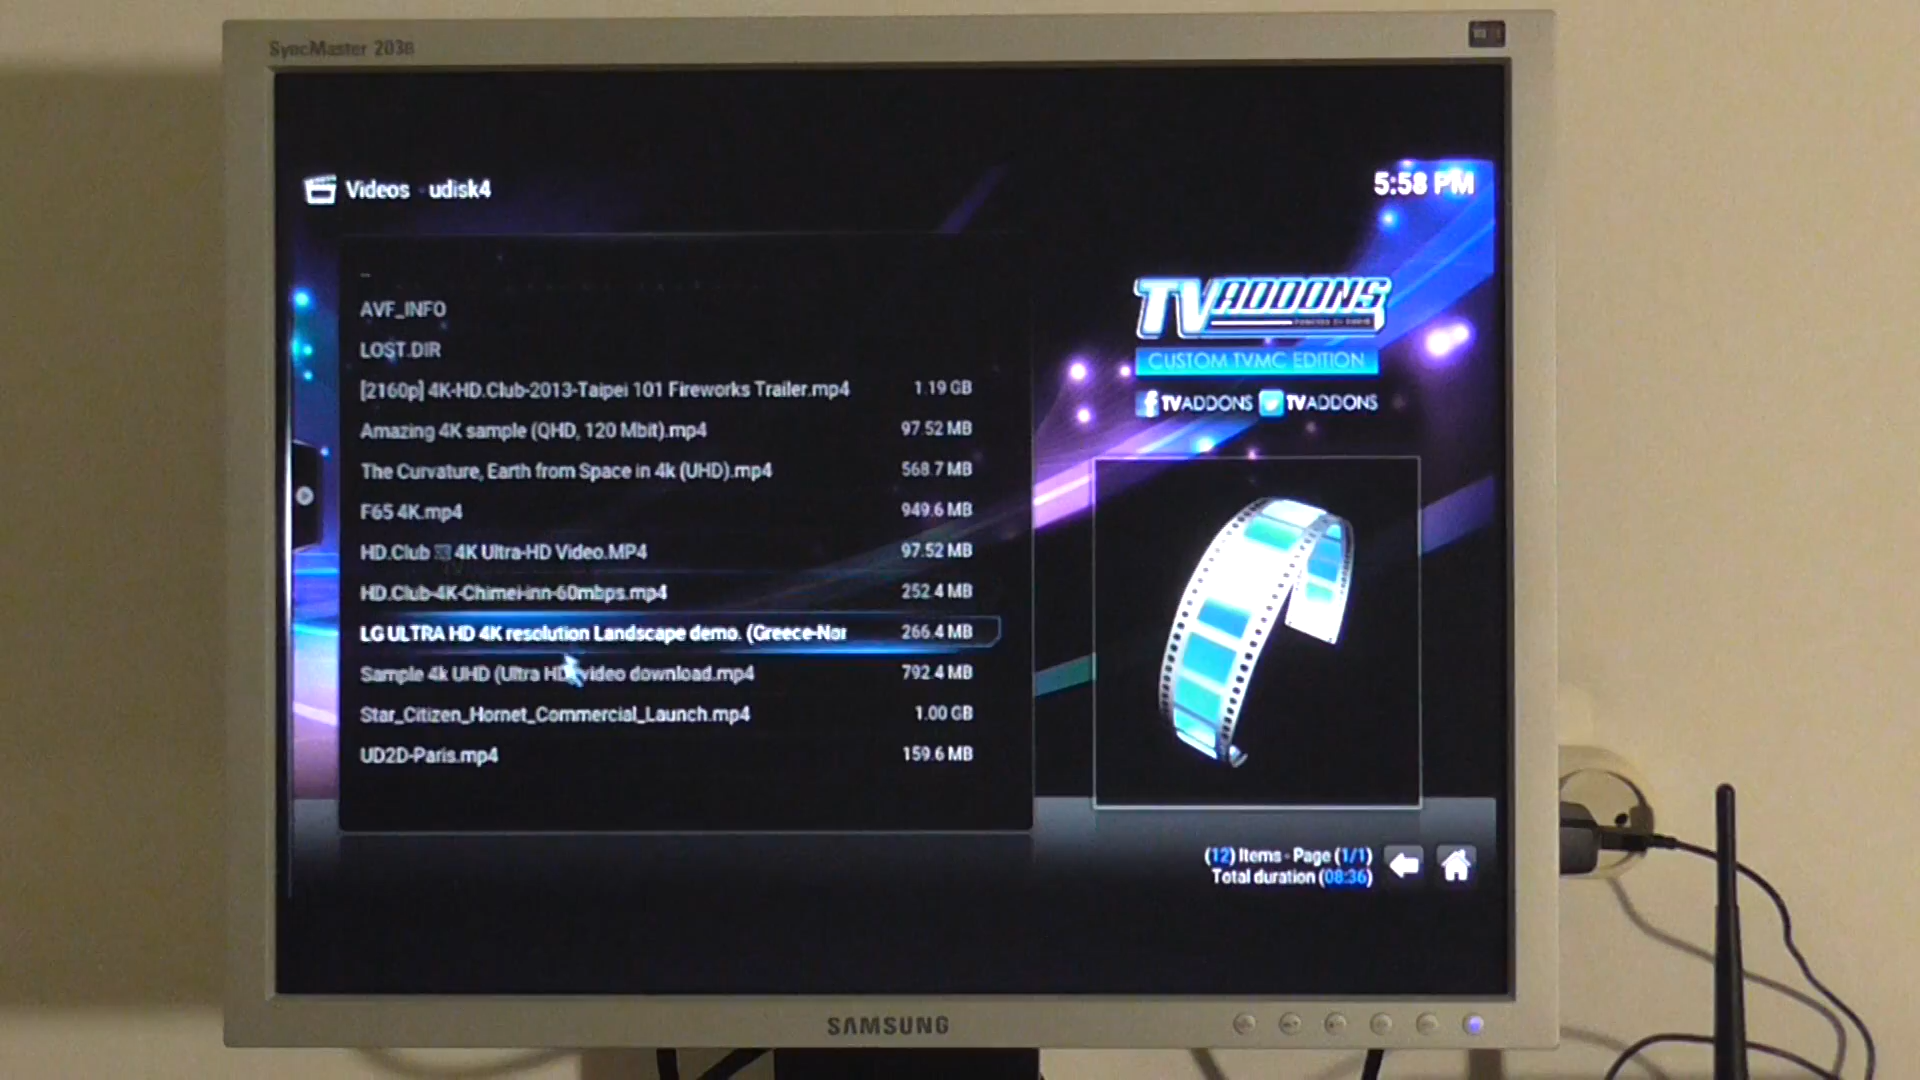 SyncMaster 203B
Videos - udisk4
5:58 PM
..
AVF_INFO
LOST.DIR
[2160p] 4K-HD.Club-2013-Taipei 101 Fireworks Trailer.mp4 1.19 GB
Amazing 4K sample (QHD, 120 Mbit).mp4 97.52 MB
The Curvature, Earth from Space in 4k (UHD).mp4 568.7 MB
F65 4K.mp4 949.6 MB
HD.Club 4K Ultra-HD Video.MP4 97.52 MB
HD.Club-4K-Chimei-inn-60mbps.mp4 252.4 MB
LG ULTRA HD 4K resolution Landscape demo. (Greece-Nor 266.4 MB
Sample 4k UHD (Ultra HD) video download.mp4 792.4 MB
Star_Citizen_Hornet_Commercial_Launch.mp4 1.00 GB
UD2D-Paris.mp4 159.6 MB
TVADDONS
CUSTOM TVMC EDITION
f TVADDONS TVADDONS
(12) Items - Page (1/1)
Total duration (08:36)
SAMSUNG